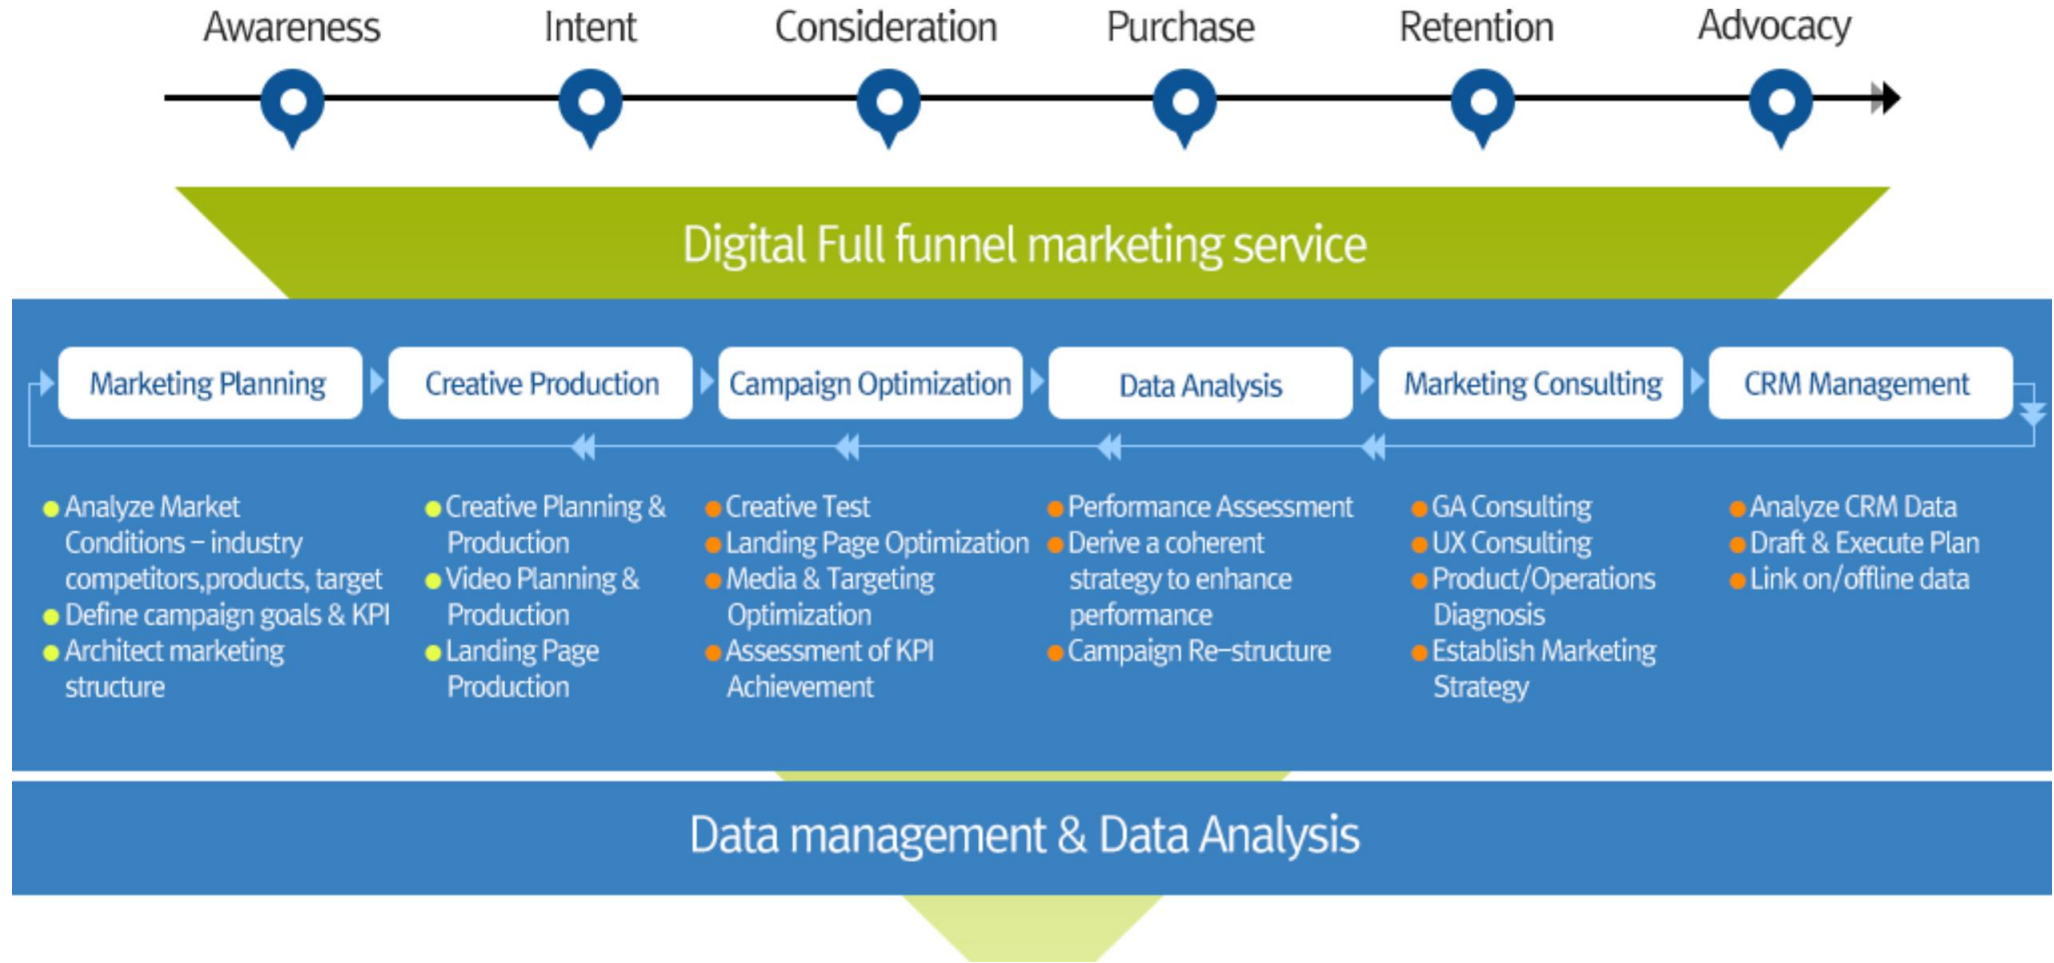 Awareness
Intent
Consideration
Purchase
Retention
Advocacy
Digital Full funnel marketing service
Marketing Planning
Creative Production
Campaign Optimization
Data Analysis
Marketing Consulting
CRM Management
Analyze Market
Conditions – industry
competitors,products, target
Define campaign goals & KPI
Architect marketing
structure
Creative Planning &
Production
Video Planning &
Production
Landing Page
Production
Creative Test
Landing Page Optimization
Media & Targeting
Optimization
Assessment of KPI
Achievement
Performance Assessment
Derive a coherent
strategy to enhance
performance
Campaign Re-structure
GA Consulting
UX Consulting
Product/Operations
Diagnosis
Establish Marketing
Strategy
Analyze CRM Data
Draft & Execute Plan
Link on/offline data
Data management & Data Analysis